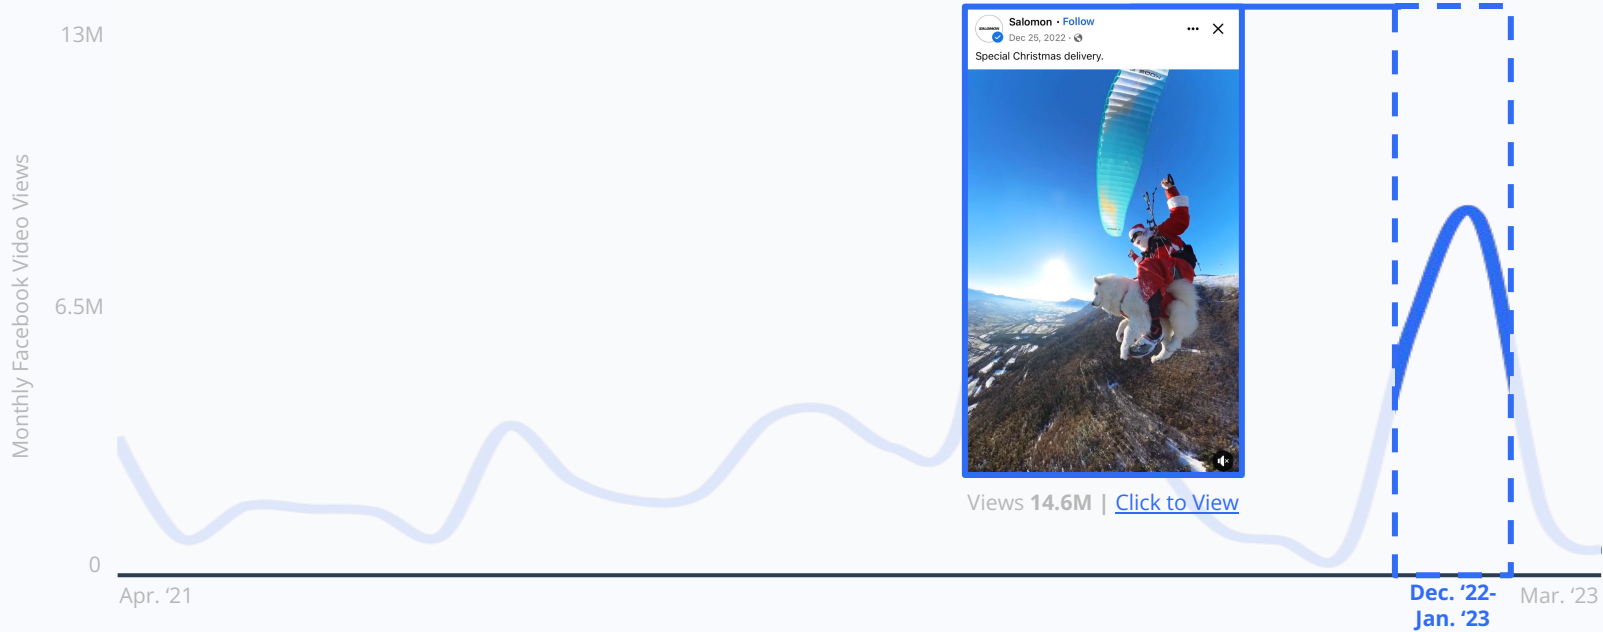 13M
Monthly Facebook Video Views
6.5M
0
Salomon · Follow
Dec 25, 2022 ·
Special Christmas delivery.
Views 14.6M | Click to View
Apr. ‘21
Dec. ‘22-
Jan. ‘23
Mar. ‘23